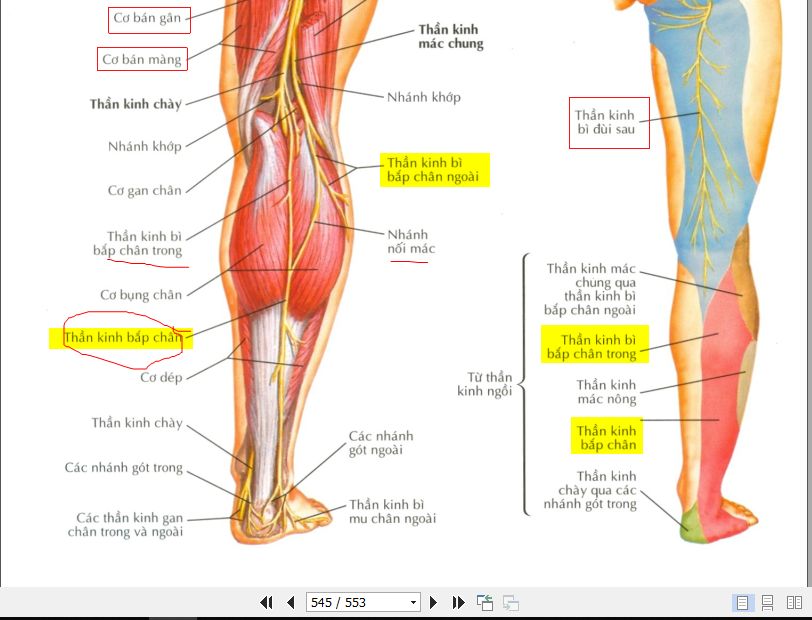 Cơ bán gân
Cơ bán màng
Thần kinh chày
Nhánh khớp
Cơ gan chân
Thần kinh bì
bắp chân trong
Cơ bụng chân
Thần kinh bắp chân
Cơ dép
Thần kinh chày
Các nhánh gót trong
Các thần kinh gan
chân trong và ngoài
Thần kinh
mác chung
Nhánh khớp
Thần kinh bì
bắp chân ngoài
Nhánh
nối mác
Các nhánh
gót ngoài
Thần kinh bì
mu chân ngoài
Thần kinh
bì đùi sau
Từ thần
kinh ngồi
Thần kinh mác
chung qua
thần kinh bì
bắp chân ngoài
Thần kinh bì
bắp chân trong
Thần kinh
mác nông
Thần kinh
bắp chân
Thần kinh
chày qua các
nhánh gót trong
545 / 553